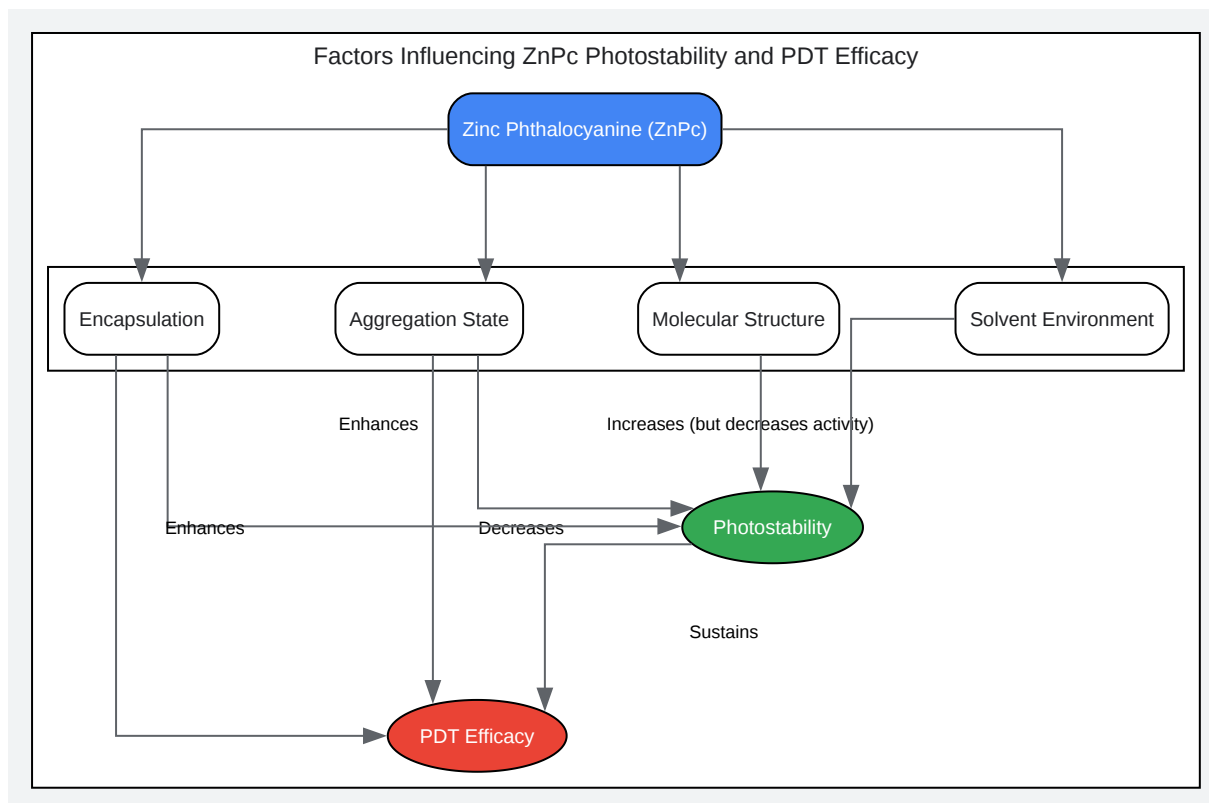 Factors Influencing ZnPc Photostability and PDT Efficacy
Zinc Phthalocyanine (ZnPc)
Encapsulation
Aggregation State
Molecular Structure
Solvent Environment
Enhances
Increases (but decreases activity)
Enhances
Decreases
Photostability
Sustains
PDT Efficacy